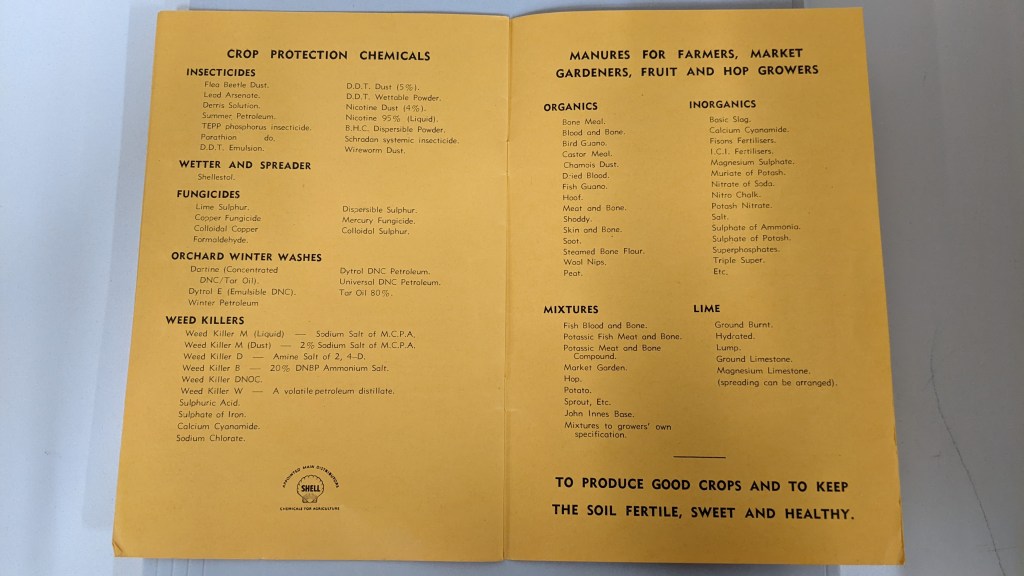 CROP PROTECTION CHEMICALS
INSECTICIDES
Flea Beetle Dust.
Lead Arsenate.
Derris Solution.
Summer Petroleum.
TEPP phosphorus insecticide.
Parathion do.
D.D.T. Emulsion.
D.D.T. Dust (5%).
D.D.T. Wettable Powder.
Nicotine Dust (4%).
Nicotine 95% (Liquid).
B.H.C. Dispersible Powder.
Schradan systemic insecticide.
Wireworm Dust.
WETTER AND SPREADER
Shellestol.
FUNGICIDES
Lime Sulphur.
Copper Fungicide
Colloidal Copper
Formaldehyde.
Dispersible Sulphur.
Mercury Fungicide.
Colloidal Sulphur.
ORCHARD WINTER WASHES
Dartine (Concentrated
DNC/Tar Oil).
Dytrol E (Emulsible DNC).
Winter Petroleum
Dytrol DNC Petroleum.
Universal DNC Petroleum.
Tar Oil 80%.
WEED KILLERS
Weed Killer M (Liquid) — Sodium Salt of M.C.P.A.
Weed Killer M (Dust) — 2% Sodium Salt of M.C.P.A.
Weed Killer D — Amine Salt of 2, 4-D.
Weed Killer B — 20% DNBP Ammonium Salt.
Weed Killer DNOC.
Weed Killer W — A volatile petroleum distillate.
Sulphuric Acid.
Sulphate of Iron.
Calcium Cyanamide.
Sodium Chlorate.
APPOINTED MAIN DISTRIBUTORS
SHELL
CHEMICALS FOR AGRICULTURE
MANURES FOR FARMERS, MARKET
GARDENERS, FRUIT AND HOP GROWERS
ORGANICS
Bone Meal.
Blood and Bone.
Bird Guano.
Castor Meal.
Chamois Dust.
Dried Blood.
Fish Guano.
Hoof.
Meat and Bone.
Shoddy.
Skin and Bone.
Soot.
Steamed Bone Flour.
Wool Nips.
Peat.
INORGANICS
Basic Slag.
Calcium Cyanamide.
Fisons Fertilisers.
I.C.I. Fertilisers.
Magnesium Sulphate.
Muriate of Potash.
Nitrate of Soda.
Nitro Chalk.
Potash Nitrate.
Salt.
Sulphate of Ammonia.
Sulphate of Potash.
Superphosphates.
Triple Super.
Etc.
MIXTURES
Fish Blood and Bone.
Potassic Fish Meat and Bone.
Potassic Meat and Bone
Compound.
Market Garden.
Hop.
Potato.
Sprout, Etc.
John Innes Base.
Mixtures to growers' own
specification.
LIME
Ground Burnt.
Hydrated.
Lump.
Ground Limestone.
Magnesium Limestone.
(spreading can be arranged).
TO PRODUCE GOOD CROPS AND TO KEEP
THE SOIL FERTILE, SWEET AND HEALTHY.